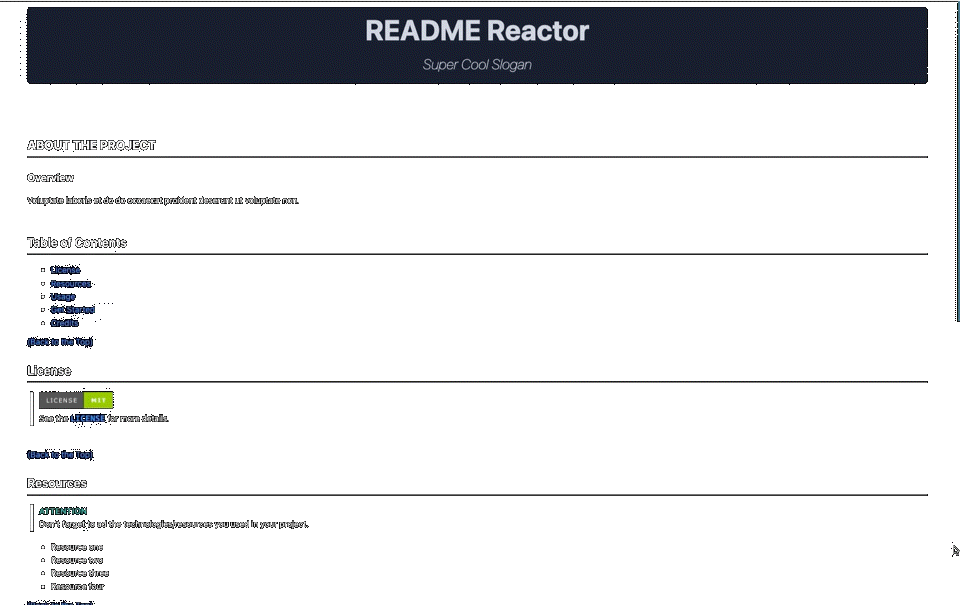 README Reactor
Super Cool Slogan
ABOUT THE PROJECT
Overview
Voluptate laboris et do do occaecat proident deserunt ut voluptate non.
Table of Contents
License
Resources
Usage
Get Started
Credits
(Back to the Top)
License
LICENSE MIT
See the LICENSE for more details.
(Back to the Top)
Resources
ATTENTION
Don't forget to ad the technologies/resources you used in your project.
Resource one
Resource two
Resource three
Resource four